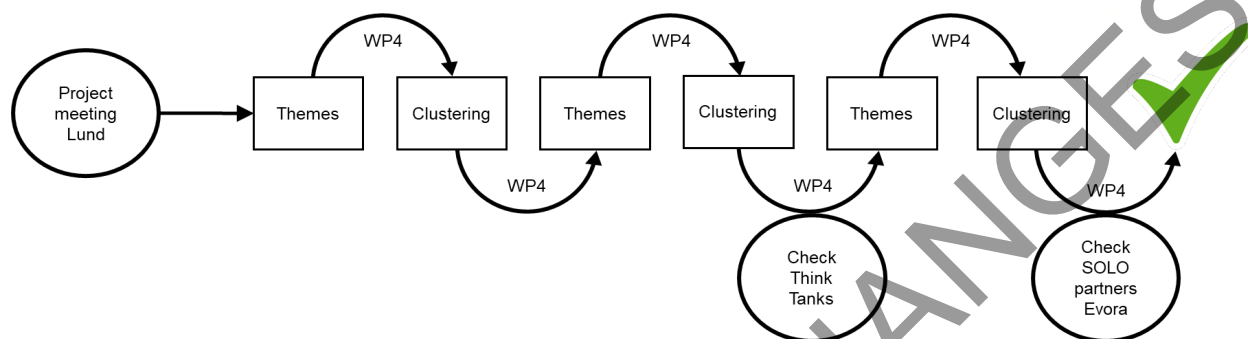 Project
meeting
Lund
Themes
WP4
Clustering
WP4
Themes
WP4
Clustering
WP4
Check
Think
Tanks
Themes
WP4
Clustering
WP4
Check
SOLO
partners
Evora
ANGES